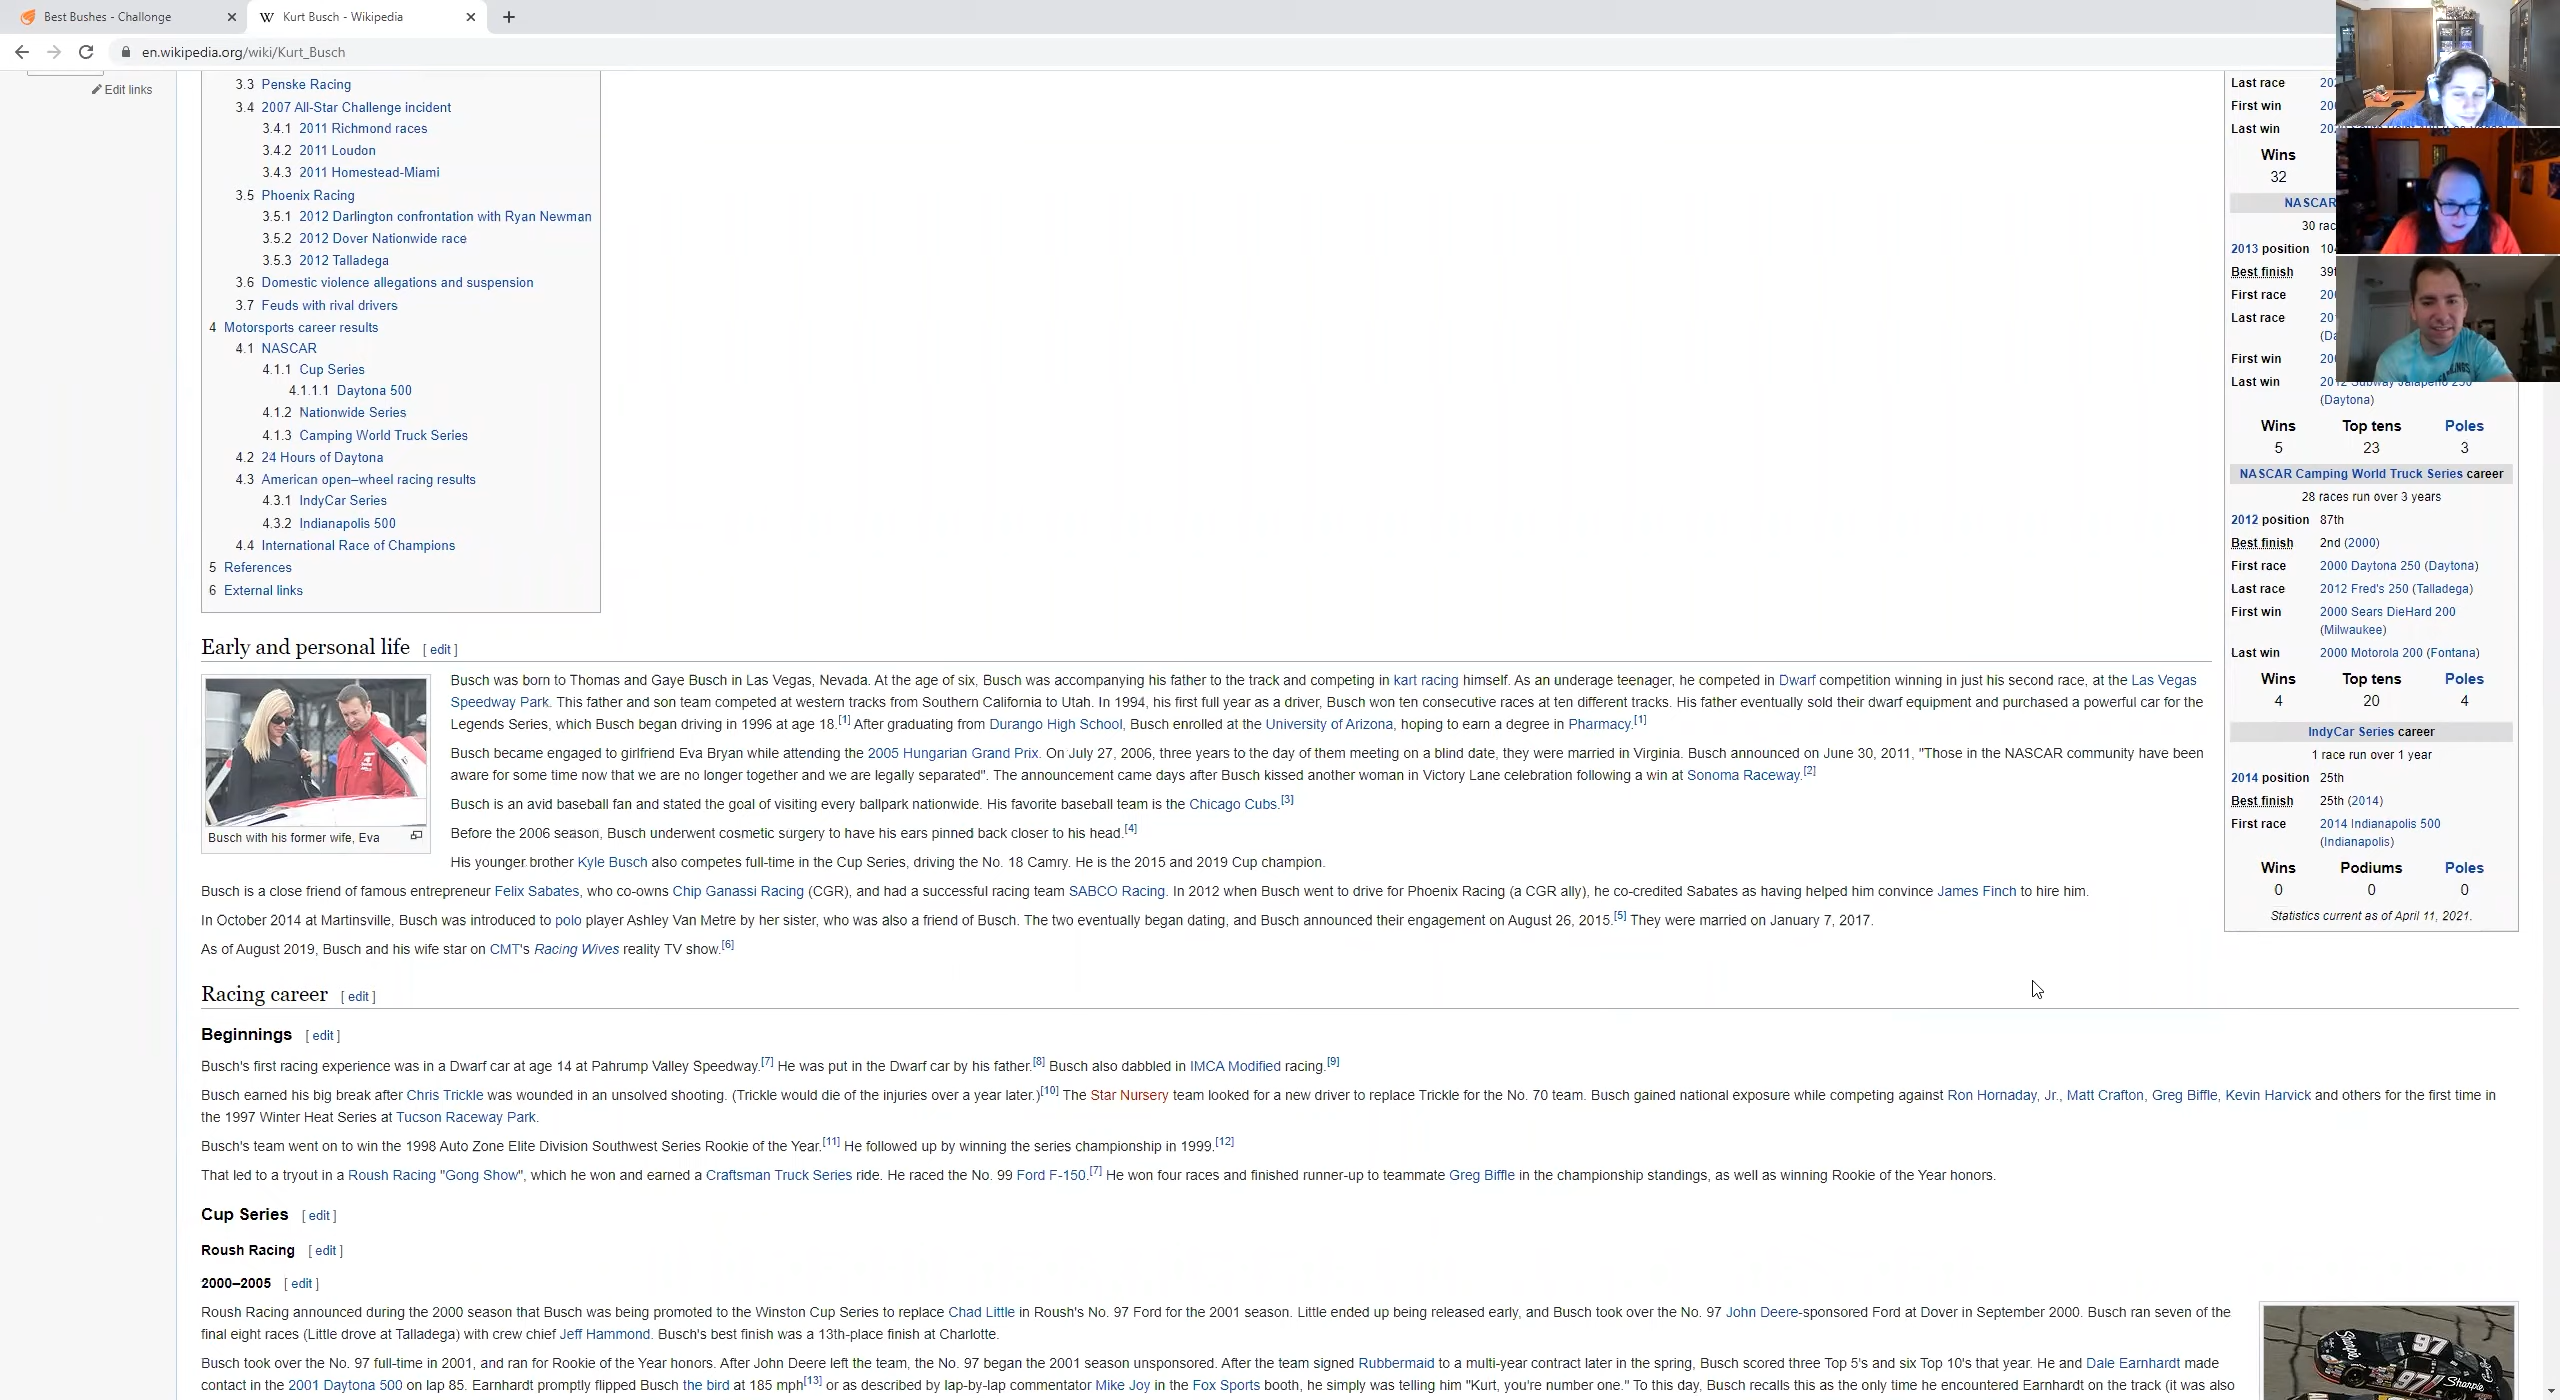 Best Bushes - Challonge
Kurt Busch - Wikipedia
en.wikipedia.org/wiki/Kurt_Busch
Edit links
3.3 Penske Racing
3.4 2007 All-Star Challenge incident
3.4.1 2011 Richmond races
3.4.2 2011 Loudon
3.4.3 2011 Homestead-Miami
3.5 Phoenix Racing
3.5.1 2012 Darlington confrontation with Ryan Newman
3.5.2 2012 Dover Nationwide race
3.5.3 2012 Talladega
3.6 Domestic violence allegations and suspension
3.7 Feuds with rival drivers
4 Motorsports career results
4.1 NASCAR
4.1.1 Cup Series
4.1.1.1 Daytona 500
4.1.2 Nationwide Series
4.1.3 Camping World Truck Series
4.2 24 Hours of Daytona
4.3 American open–wheel racing results
4.3.1 IndyCar Series
4.3.2 Indianapolis 500
4.4 International Race of Champions
5 References
6 External links
Early and personal life [ edit ]
Busch with his former wife, Eva
Busch was born to Thomas and Gaye Busch in Las Vegas, Nevada. At the age of six, Busch was accompanying his father to the track and competing in kart racing himself. As an underage teenager, he competed in Dwarf competition winning in just his second race, at the Las Vegas
Speedway Park. This father and son team competed at western tracks from Southern California to Utah. In 1994, his first full year as a driver, Busch won ten consecutive races at ten different tracks. His father eventually sold their dwarf equipment and purchased a powerful car for the
Legends Series, which Busch began driving in 1996 at age 18.[1] After graduating from Durango High School, Busch enrolled at the University of Arizona, hoping to earn a degree in Pharmacy.[1]
Busch became engaged to girlfriend Eva Bryan while attending the 2005 Hungarian Grand Prix. On July 27, 2006, three years to the day of them meeting on a blind date, they were married in Virginia. Busch announced on June 30, 2011, "Those in the NASCAR community have been
aware for some time now that we are no longer together and we are legally separated". The announcement came days after Busch kissed another woman in Victory Lane celebration following a win at Sonoma Raceway.[2]
Busch is an avid baseball fan and stated the goal of visiting every ballpark nationwide. His favorite baseball team is the Chicago Cubs.[3]
Before the 2006 season, Busch underwent cosmetic surgery to have his ears pinned back closer to his head.[4]
His younger brother Kyle Busch also competes full-time in the Cup Series, driving the No. 18 Camry. He is the 2015 and 2019 Cup champion.
Busch is a close friend of famous entrepreneur Felix Sabates, who co-owns Chip Ganassi Racing (CGR), and had a successful racing team SABCO Racing. In 2012 when Busch went to drive for Phoenix Racing (a CGR ally), he co-credited Sabates as having helped him convince James Finch to hire him.
In October 2014 at Martinsville, Busch was introduced to polo player Ashley Van Metre by her sister, who was also a friend of Busch. The two eventually began dating, and Busch announced their engagement on August 26, 2015.[5] They were married on January 7, 2017.
As of August 2019, Busch and his wife star on CMT's Racing Wives reality TV show.[6]
Racing career [ edit ]
Beginnings [ edit ]
Busch's first racing experience was in a Dwarf car at age 14 at Pahrump Valley Speedway.[7] He was put in the Dwarf car by his father.[8] Busch also dabbled in IMCA Modified racing.[9]
Busch earned his big break after Chris Trickle was wounded in an unsolved shooting. (Trickle would die of the injuries over a year later.)[10] The Star Nursery team looked for a new driver to replace Trickle for the No. 70 team. Busch gained national exposure while competing against Ron Hornaday, Jr., Matt Crafton, Greg Biffle, Kevin Harvick and others for the first time in
the 1997 Winter Heat Series at Tucson Raceway Park.
Busch's team went on to win the 1998 Auto Zone Elite Division Southwest Series Rookie of the Year.[11] He followed up by winning the series championship in 1999.[12]
That led to a tryout in a Roush Racing "Gong Show", which he won and earned a Craftsman Truck Series ride. He raced the No. 99 Ford F-150.[7] He won four races and finished runner-up to teammate Greg Biffle in the championship standings, as well as winning Rookie of the Year honors.
Cup Series [ edit ]
Roush Racing [ edit ]
2000–2005 [ edit ]
Roush Racing announced during the 2000 season that Busch was being promoted to the Winston Cup Series to replace Chad Little in Roush's No. 97 Ford for the 2001 season. Little ended up being released early, and Busch took over the No. 97 John Deere-sponsored Ford at Dover in September 2000. Busch ran seven of the
final eight races (Little drove at Talladega) with crew chief Jeff Hammond. Busch's best finish was a 13th-place finish at Charlotte.
Busch took over the No. 97 full-time in 2001, and ran for Rookie of the Year honors. After John Deere left the team, the No. 97 began the 2001 season unsponsored. After the team signed Rubbermaid to a multi-year contract later in the spring, Busch scored three Top 5's and six Top 10's that year. He and Dale Earnhardt made
contact in the 2001 Daytona 500 on lap 85. Earnhardt promptly flipped Busch the bird at 185 mph[13] or as described by lap-by-lap commentator Mike Joy in the Fox Sports booth, he simply was telling him "Kurt, you're number one." To this day, Busch recalls this as the only time he encountered Earnhardt on the track (it was also
Last race
First win
Last win
Wins
32
NASCAR
30
2013 position
Best finish
First race
Last race
First win
Last win 2012 Subway Jalapeño 250
(Daytona)
Wins Top tens Poles
5 23 3
NASCAR Camping World Truck Series career
28 races run over 3 years
2012 position 87th
Best finish 2nd (2000)
First race 2000 Daytona 250 (Daytona)
Last race 2012 Fred's 250 (Talladega)
First win 2000 Sears DieHard 200
(Milwaukee)
Last win 2000 Motorola 200 (Fontana)
Wins Top tens Poles
4 20 4
IndyCar Series career
1 race run over 1 year
2014 position 25th
Best finish 25th (2014)
First race 2014 Indianapolis 500
(Indianapolis)
Wins Podiums Poles
0 0 0
Statistics current as of April 11, 2021.
97
Sharpie
97
Sharpie